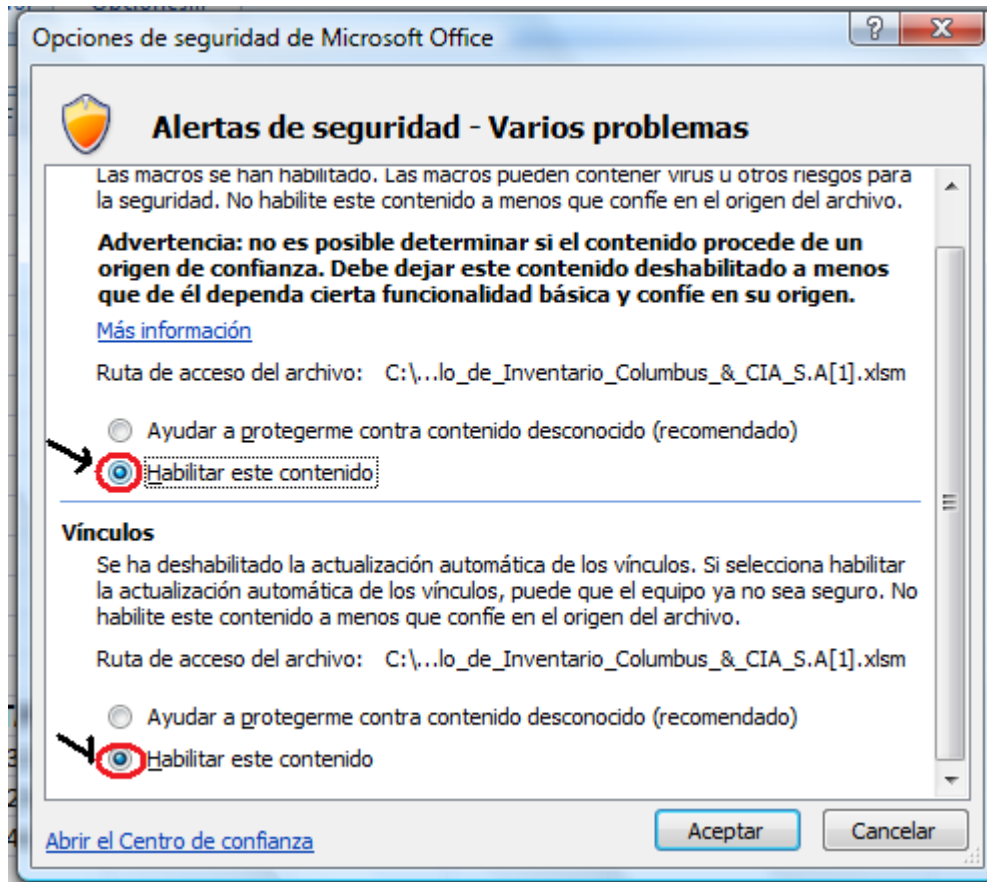 Opciones...
Opciones de seguridad de Microsoft Office
Alertas de seguridad - Varios problemas
Las macros se han habilitado. Las macros pueden contener virus u otros riesgos para
la seguridad. No habilite este contenido a menos que confíe en el origen del archivo.
Advertencia: no es posible determinar si el contenido procede de un
origen de confianza. Debe dejar este contenido deshabilitado a menos
que de él dependa cierta funcionalidad básica y confíe en su origen.
Más información
Ruta de acceso del archivo: C:\...lo_de_Inventario_Columbus_&_CIA_S.A[1].xlsm
Ayudar a protegerme contra contenido desconocido (recomendado)
Habilitar este contenido
Vínculos
Se ha deshabilitado la actualización automática de los vínculos. Si selecciona habilitar
la actualización automática de los vínculos, puede que el equipo ya no sea seguro. No
habilite este contenido a menos que confíe en el origen del archivo.
Ruta de acceso del archivo: C:\...lo_de_Inventario_Columbus_&_CIA_S.A[1].xlsm
Ayudar a protegerme contra contenido desconocido (recomendado)
Habilitar este contenido
Abrir el Centro de confianza
Aceptar
Cancelar